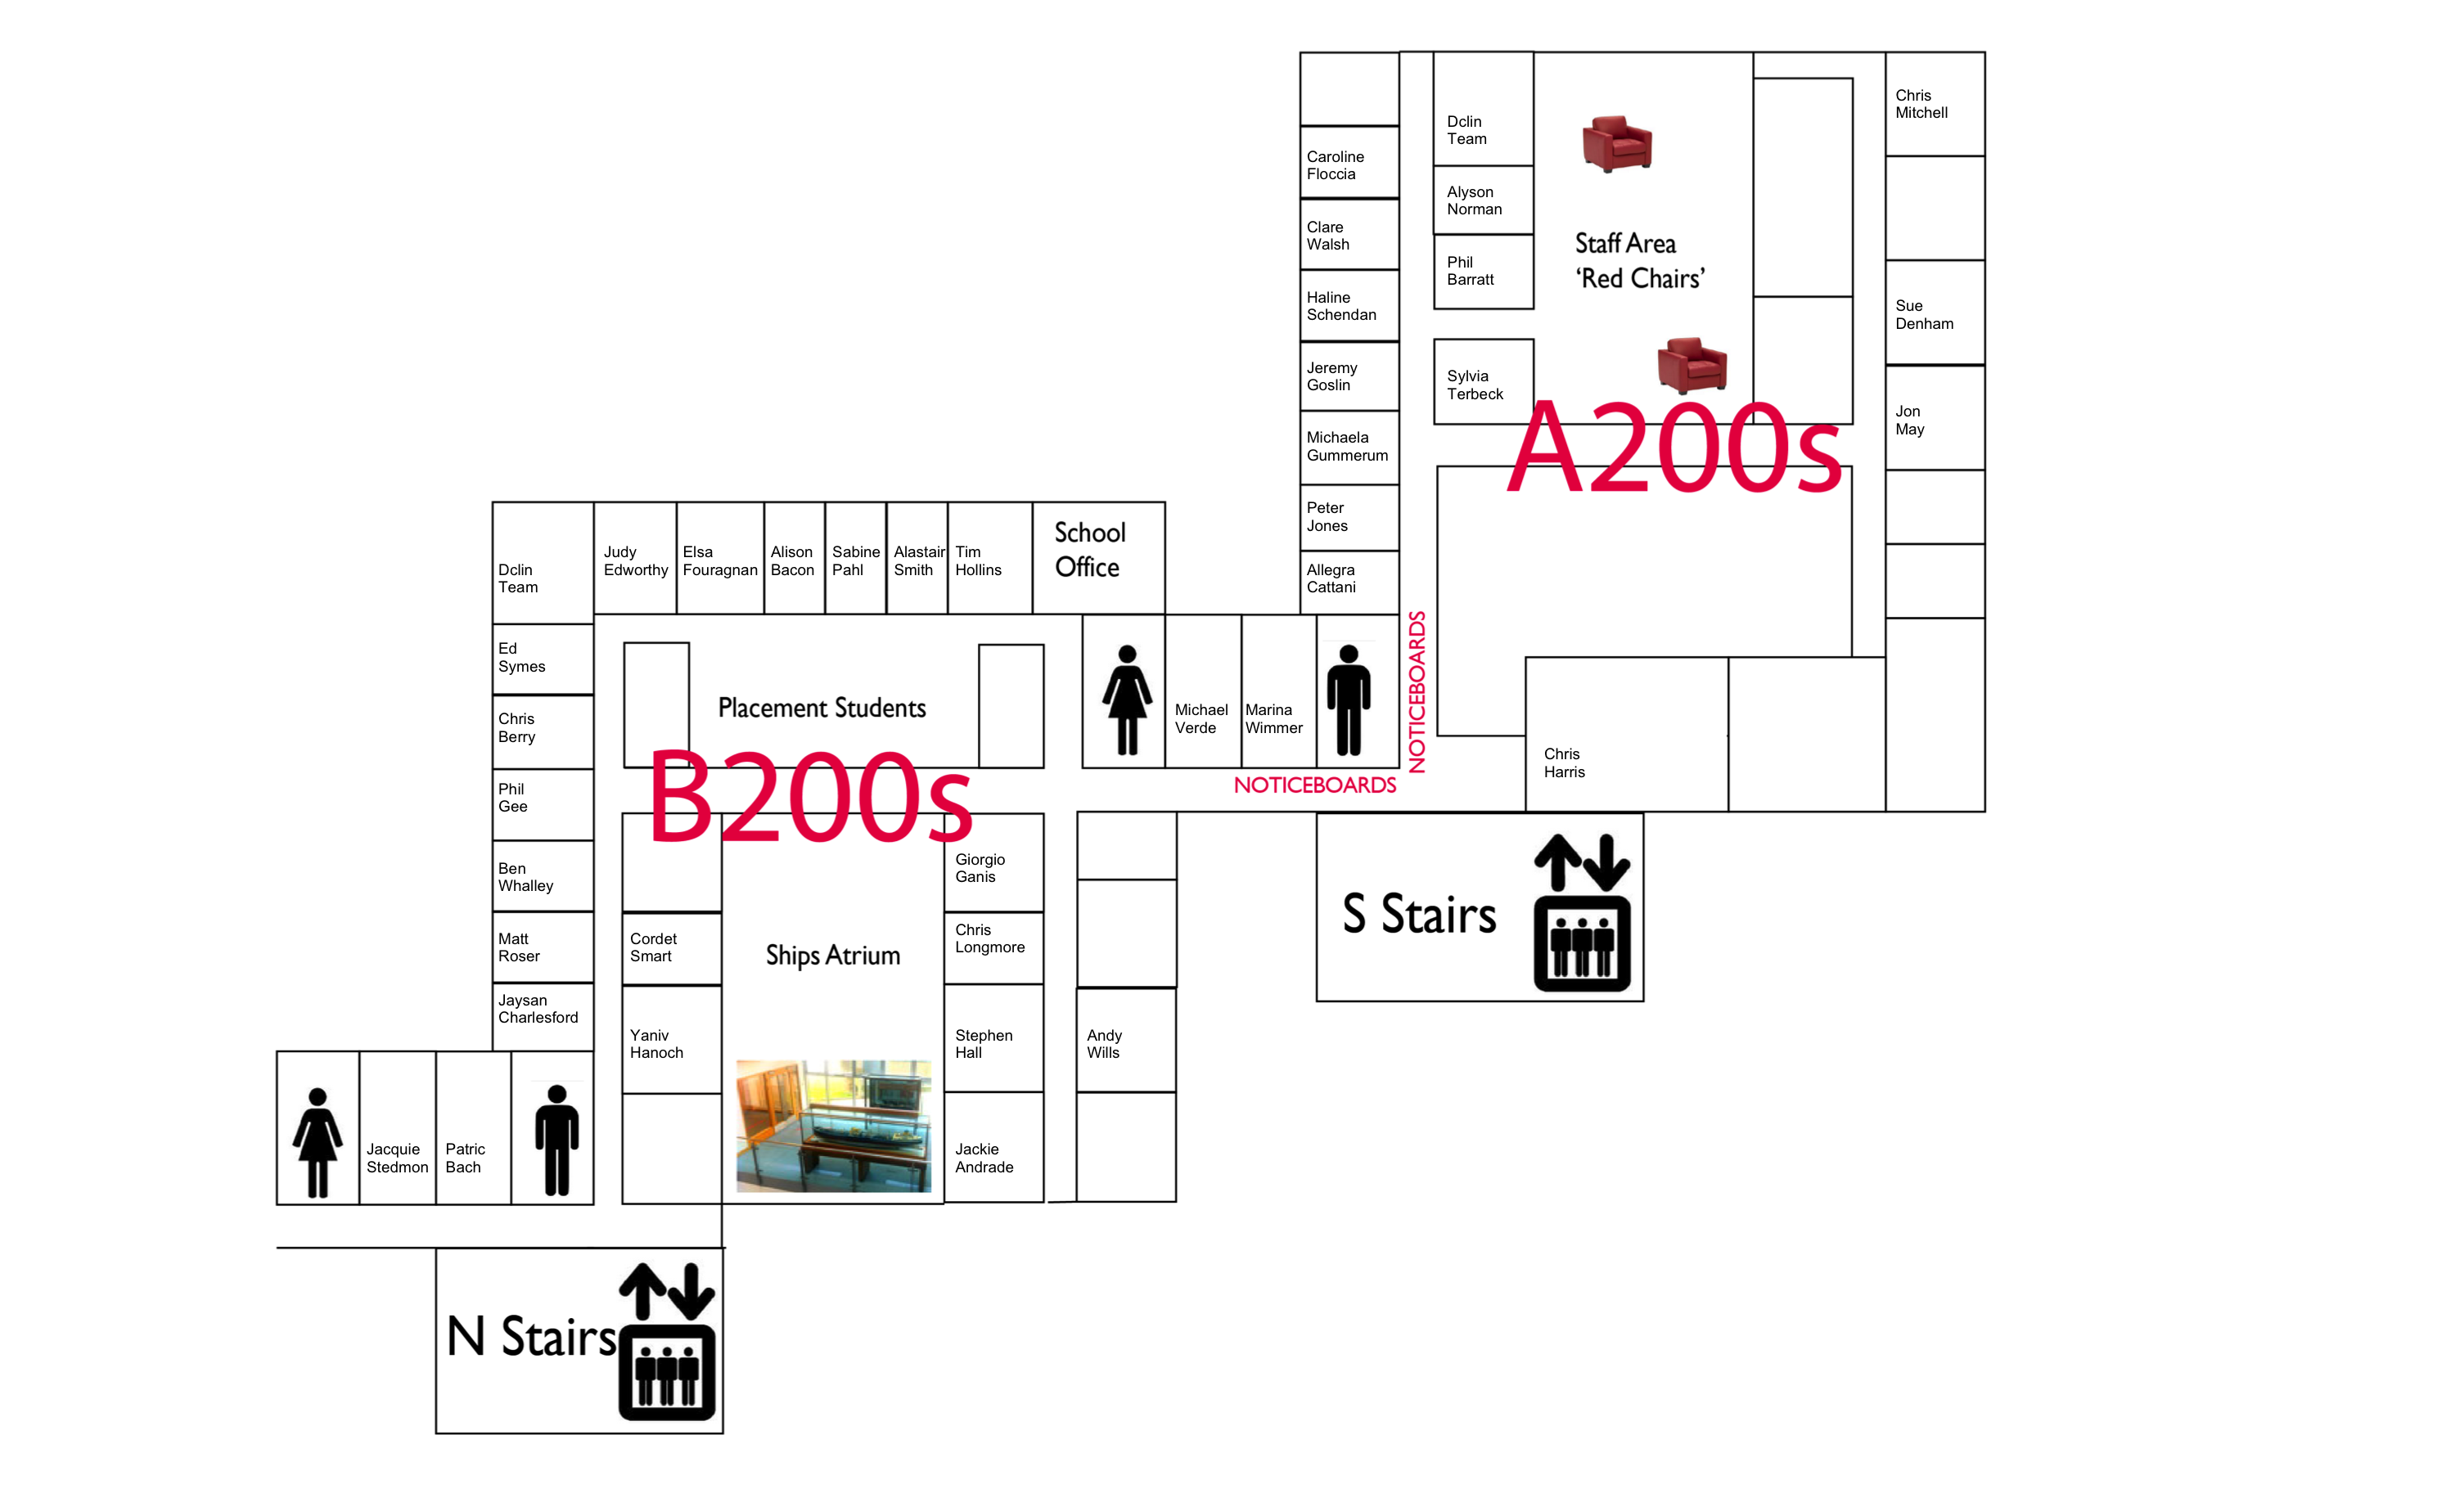 Chris
Mitchell
Dclin
Team
Caroline
Floccia
Alyson
Norman
Clare
Walsh
Staff Area
‘Red Chairs’
Phil
Barratt
Haline
Schendan
Sue
Denham
Jeremy
Goslin
Sylvia
Terbeck
A200s
Jon
May
Michaela
Gummerum
Peter
Jones
Allegra
Cattani
School
Office
Dclin
Team
Judy
Edworthy
Elsa
Fouragnan
Alison
Bacon
Sabine
Pahl
Alastair
Smith
Tim
Hollins
Ed
Symes
Chris
Berry
Placement Students
Michael
Verde
Marina
Wimmer
NOTICEBOARDS
NOTICEBOARDS
Chris
Harris
B200s
Phil
Gee
Ben
Whalley
Giorgio
Ganis
S Stairs
Matt
Roser
Cordet
Smart
Ships Atrium
Chris
Longmore
Jaysan
Charlesford
Yaniv
Hanoch
Stephen
Hall
Andy
Wills
Jacquie
Stedmon
Patric
Bach
Jackie
Andrade
N Stairs